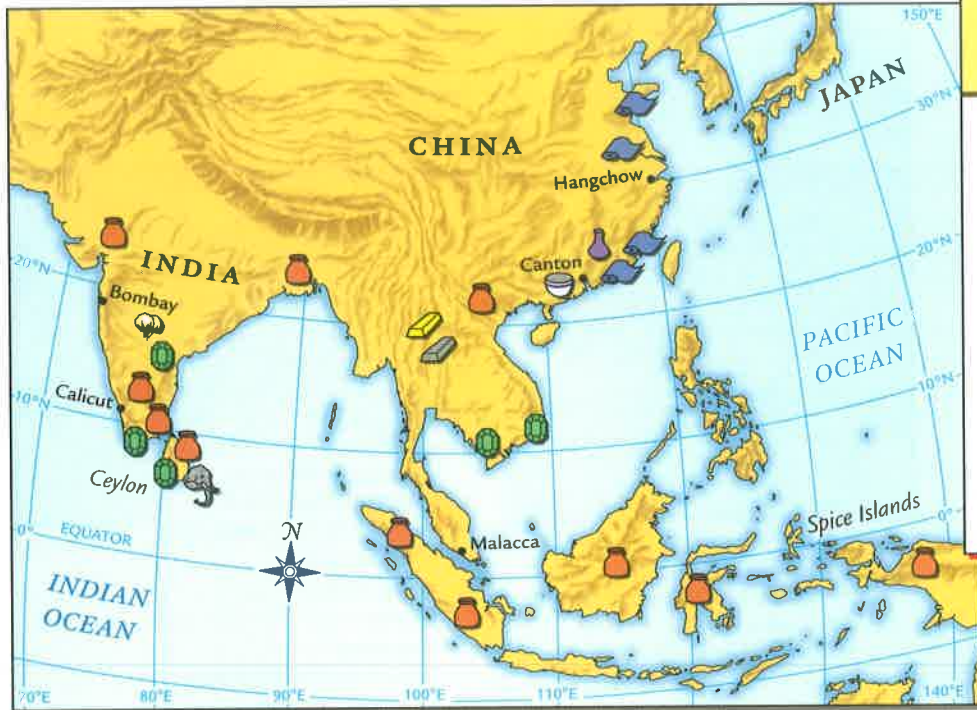 150°E
JAPAN
30°N
CHINA
Hangchow
20°N
INDIA
Canton
20°N
Bombay
PACIFIC
OCEAN
Calicut
10°N
10°N
Ceylon
Spice Islands
N
0°
EQUATOR
Malacca
0°
INDIAN
OCEAN
70°E
80°E
90°E
100°E
110°E
140°E